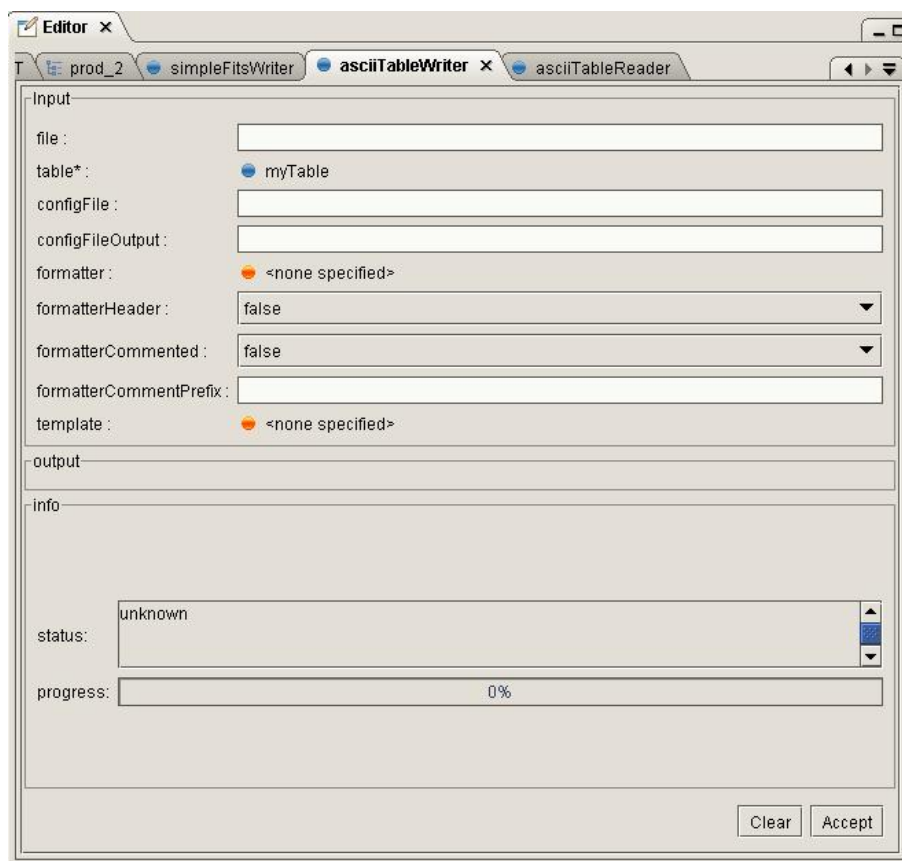 Editor
T prod_2 simpleFitsWriter asciiTableWriter asciiTableReader
Input
file :
table* : myTable
configFile :
configFileOutput :
formatter : <none specified>
formatterHeader : false
formatterCommented : false
formatterCommentPrefix :
template : <none specified>
output
info
status: unknown
progress: 0%
Clear Accept